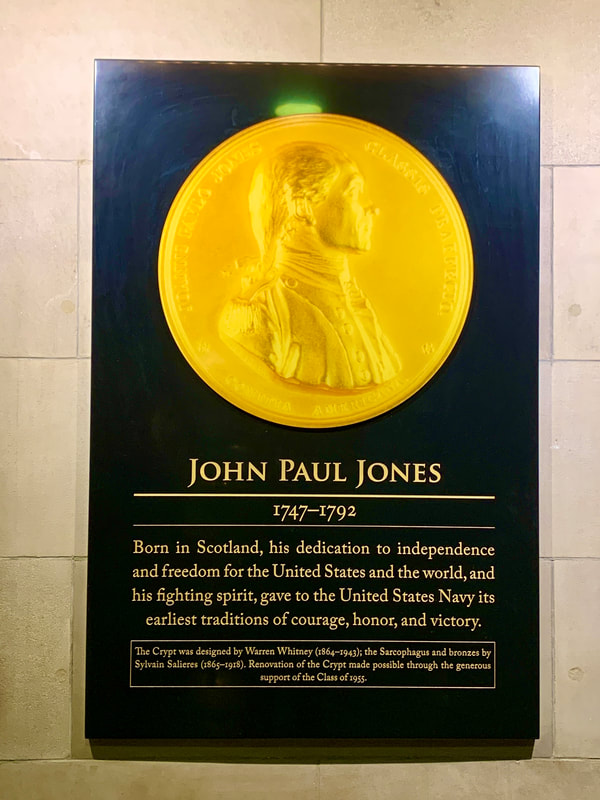 JOHN PAUL JONES
1747–1792
Born in Scotland, his dedication to independence
and freedom for the United States and the world, and
his fighting spirit, gave to the United States Navy its
earliest traditions of courage, honor, and victory.
The Crypt was designed by Warren Whitney (1864–1943); the Sarcophagus and bronzes by
Sylvain Salieres (1865–1918). Renovation of the Crypt made possible through the generous
support of the Class of 1955.